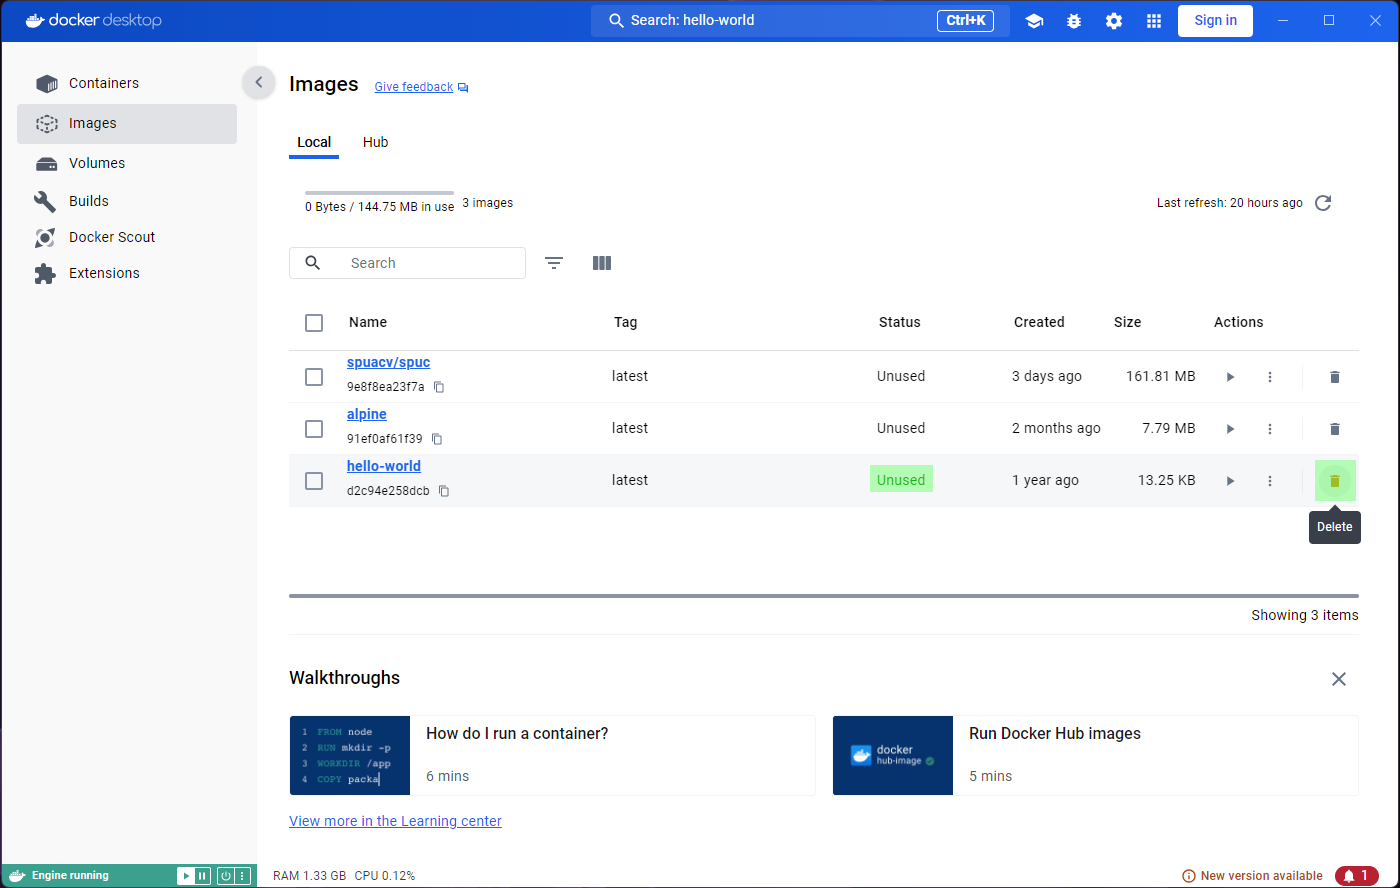 docker desktop
Search: hello-world
Ctrl+K
Sign in
Containers
Images
Volumes
Builds
Docker Scout
Extensions
Images
Give feedback
Local
Hub
0 Bytes / 144.75 MB in use
3 images
Last refresh: 20 hours ago
Search
Name Tag Status Created Size Actions
spuacv/spuc
9e8f8ea23f7a
latest Unused 3 days ago 161.81 MB
alpine
91ef0af61f39
latest Unused 2 months ago 7.79 MB
hello-world
d2c94e258dcb
latest Unused 1 year ago 13.25 KB
Delete
Showing 3 items
Walkthroughs
1 FROM node
2 RUN mkdir -p
3 WORKDIR /app
4 COPY packa
How do I run a container?
6 mins
docker
hub-image
Run Docker Hub images
5 mins
View more in the Learning center
Engine running
RAM 1.33 GB CPU 0.12%
New version available
1